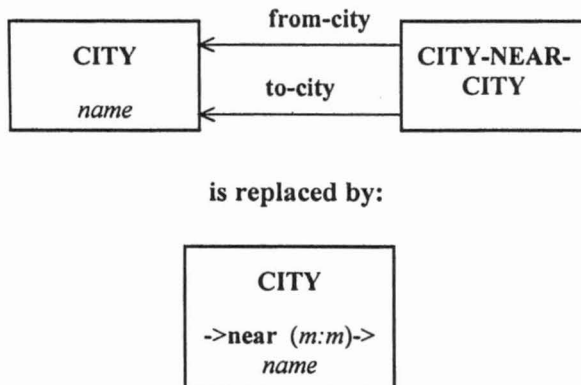 from-city
CITY
CITY-NEAR-
CITY
to-city
name
is replaced by:
CITY
->near (m:m)->
name